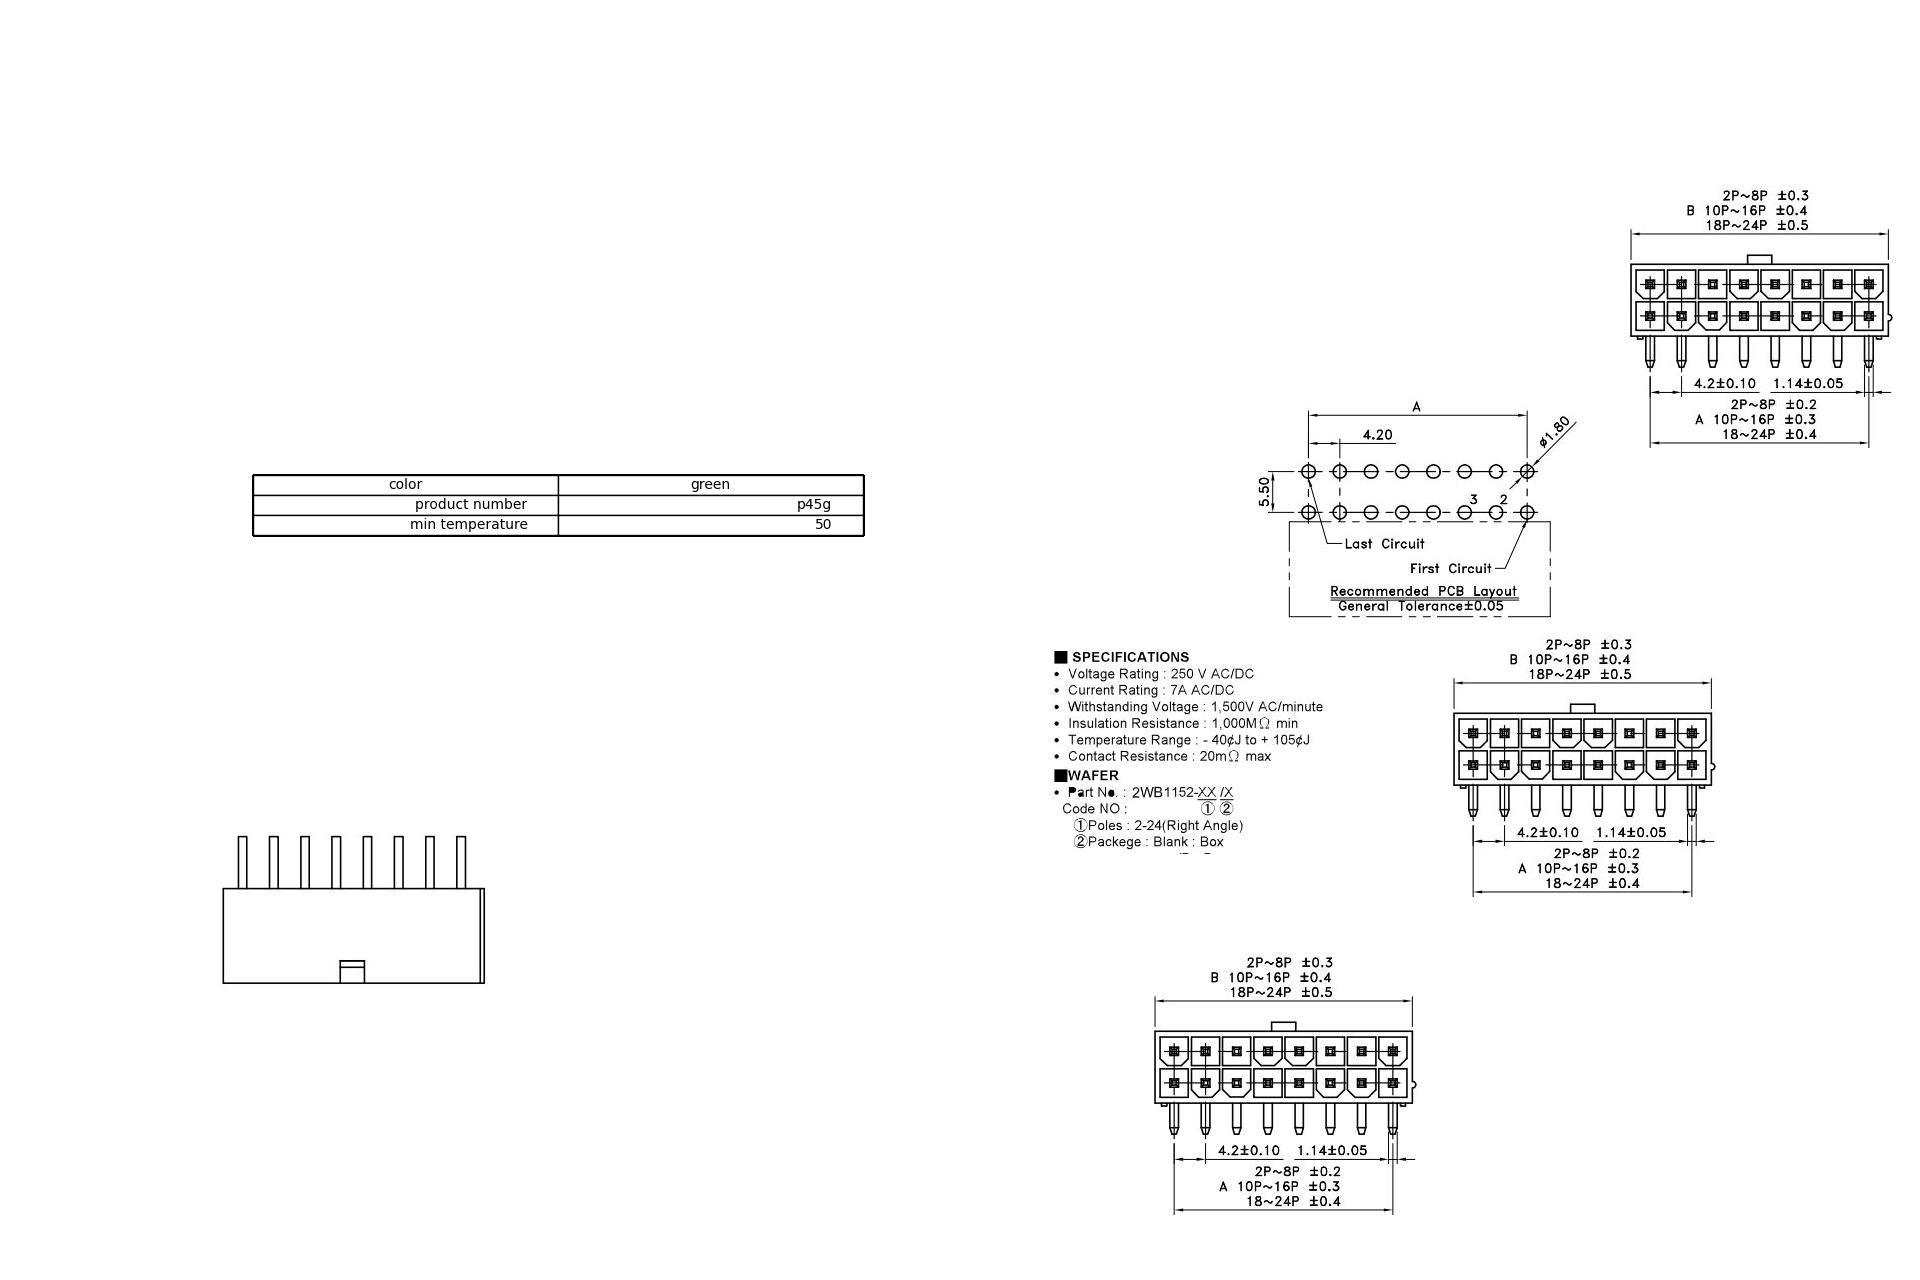 2P~8P ±0.3
B 10P~16P ±0.4
18P~24P ±0.5
4.2±0.10 1.14±0.05
2P~8P ±0.2
A 10P~16P ±0.3
18~24P ±0.4
A
4.20
ø1.80
5.50
3 2
Last Circuit
First Circuit
Recommended PCB Layout
General Tolerance±0.05
color green
product number p45g
min temperature 50
■ SPECIFICATIONS
• Voltage Rating : 250 V AC/DC
• Current Rating : 7A AC/DC
• Withstanding Voltage : 1,500V AC/minute
• Insulation Resistance : 1,000MΩ min
• Temperature Range : - 40¢J to + 105¢J
• Contact Resistance : 20mΩ max
■WAFER
• Part No. : 2WB1152-XX /X
Code NO : ① ②
①Poles : 2-24(Right Angle)
②Packege : Blank : Box
2P~8P ±0.3
B 10P~16P ±0.4
18P~24P ±0.5
4.2±0.10 1.14±0.05
2P~8P ±0.2
A 10P~16P ±0.3
18~24P ±0.4
2P~8P ±0.3
B 10P~16P ±0.4
18P~24P ±0.5
4.2±0.10 1.14±0.05
2P~8P ±0.2
A 10P~16P ±0.3
18~24P ±0.4